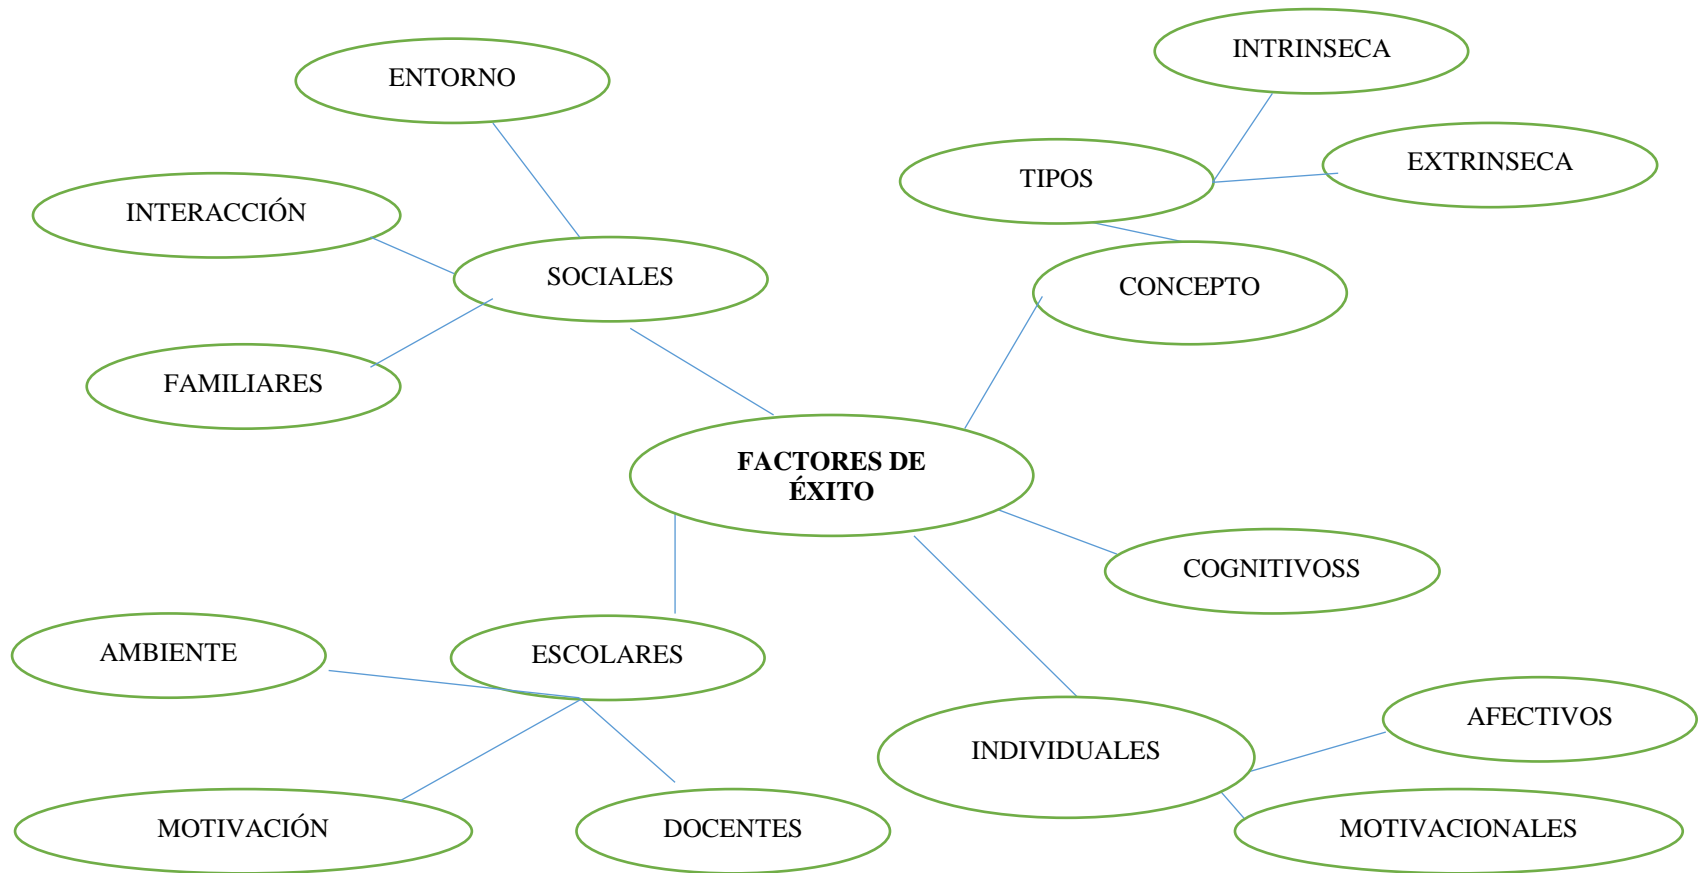 INTRINSECA
ENTORNO
EXTRINSECA
TIPOS
INTERACCIÓN
SOCIALES
CONCEPTO
FAMILIARES
FACTORES DE
ÉXITO
COGNITIVOSS
AMBIENTE
ESCOLARES
AFECTIVOS
INDIVIDUALES
MOTIVACIÓN
DOCENTES
MOTIVACIONALES